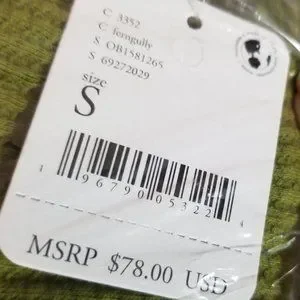 C 3352
C ferngully
S OB1581265
S 69272029
size
S
1 96790 05322 4
MSRP $78.00 USD